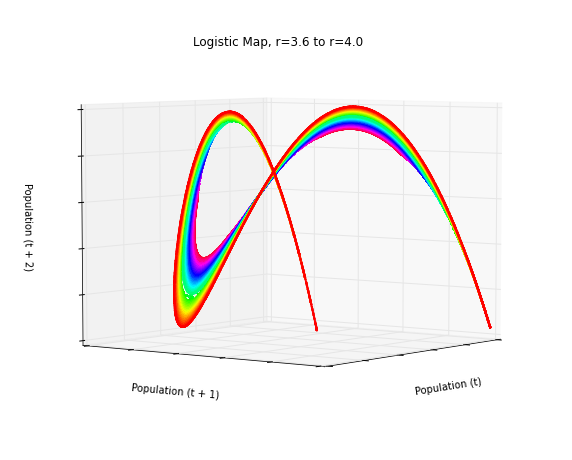 Logistic Map, r=3.6 to r=4.0
Population (t + 2)
Population (t + 1)
Population (t)